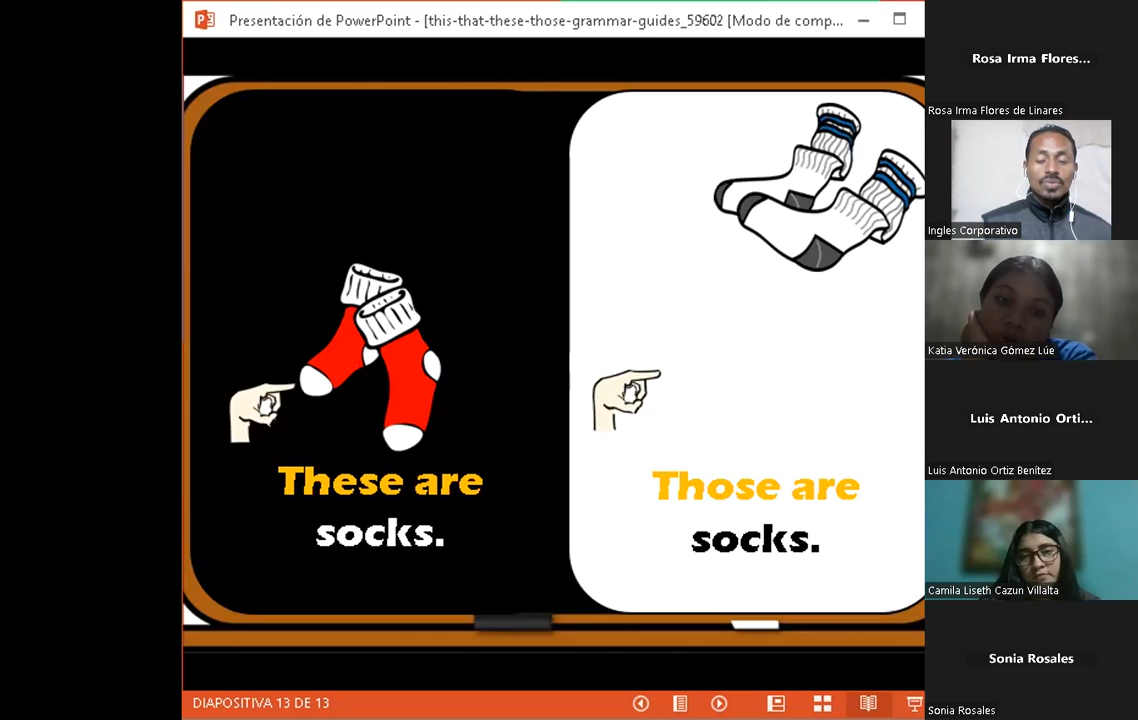 Presentación de PowerPoint - [this-that-these-those-grammar-guides_59602 [Modo de comp...
These are
socks.
Those are
socks.
DIAPOSITIVA 13 DE 13
Rosa Irma Flores...
Rosa Irma Flores de Linares
Ingles Corporativo
Katia Verónica Gómez Lúe
Luis Antonio Orti...
Luis Antonio Ortiz Benítez
Camila Liseth Cazun Villalta
Sonia Rosales
Sonia Rosales